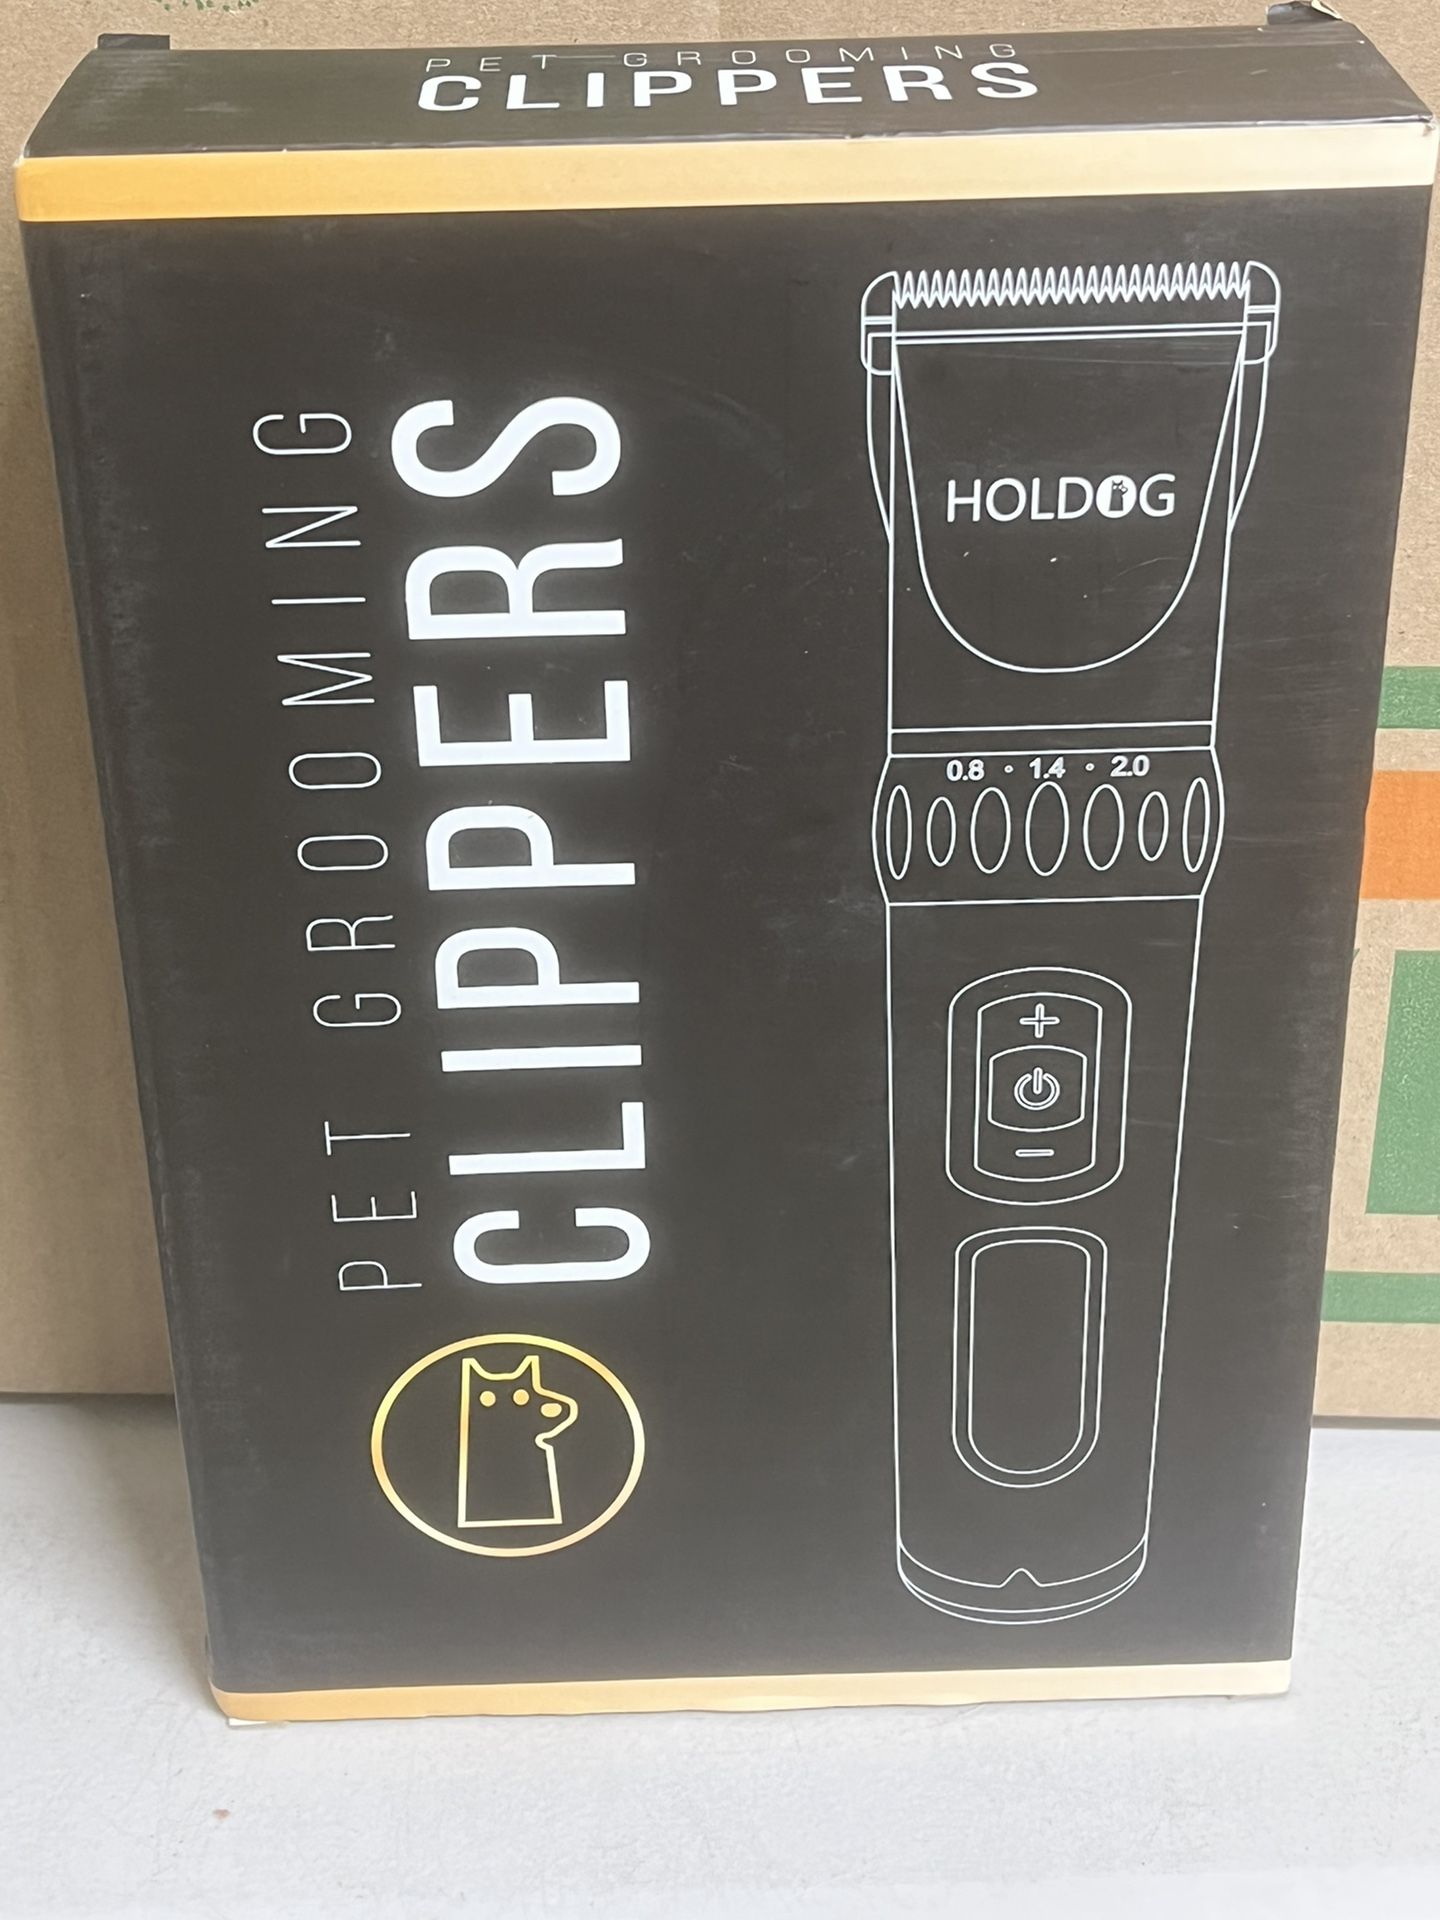 PET GROOMING
CLIPPERS
PET GROOMING
CLIPPERS
HOLDOG
0.8 • 1.4 • 2.0
+
-